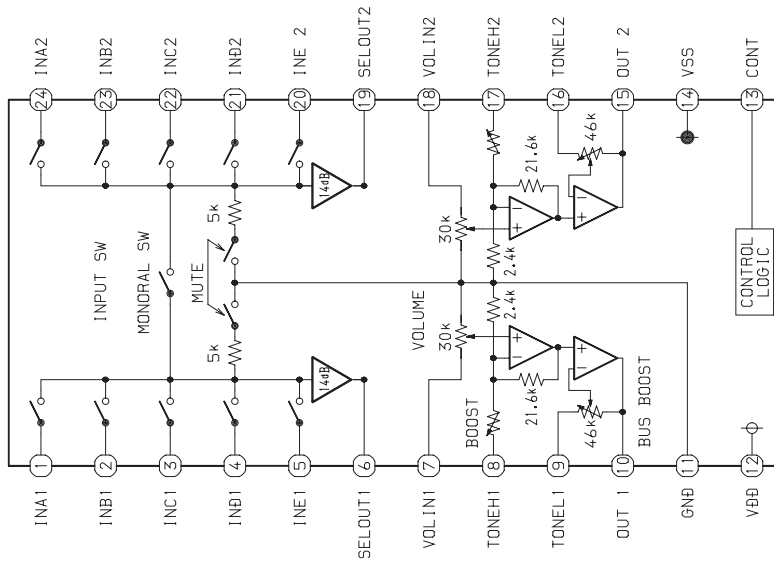 INA2
INB2
INC2
IND2
INE 2
SELOUT2
VOLIN2
TONEH2
TONEL2
OUT 2
VSS
CONT
24
23
22
21
20
19
18
17
16
15
14
13
INPUT SW
MONORAL SW
MUTE
5k
5k
14dB
14dB
VOLUME
30k
30k
2.4k
2.4k
21.6k
21.6k
46k
46k
BOOST
BUS BOOST
CONTROL
LOGIC
1
2
3
4
5
6
7
8
9
10
11
12
INA1
INB1
INC1
IND1
INE1
SELOUT1
VOLIN1
TONEH1
TONEL1
OUT 1
GND
VDD